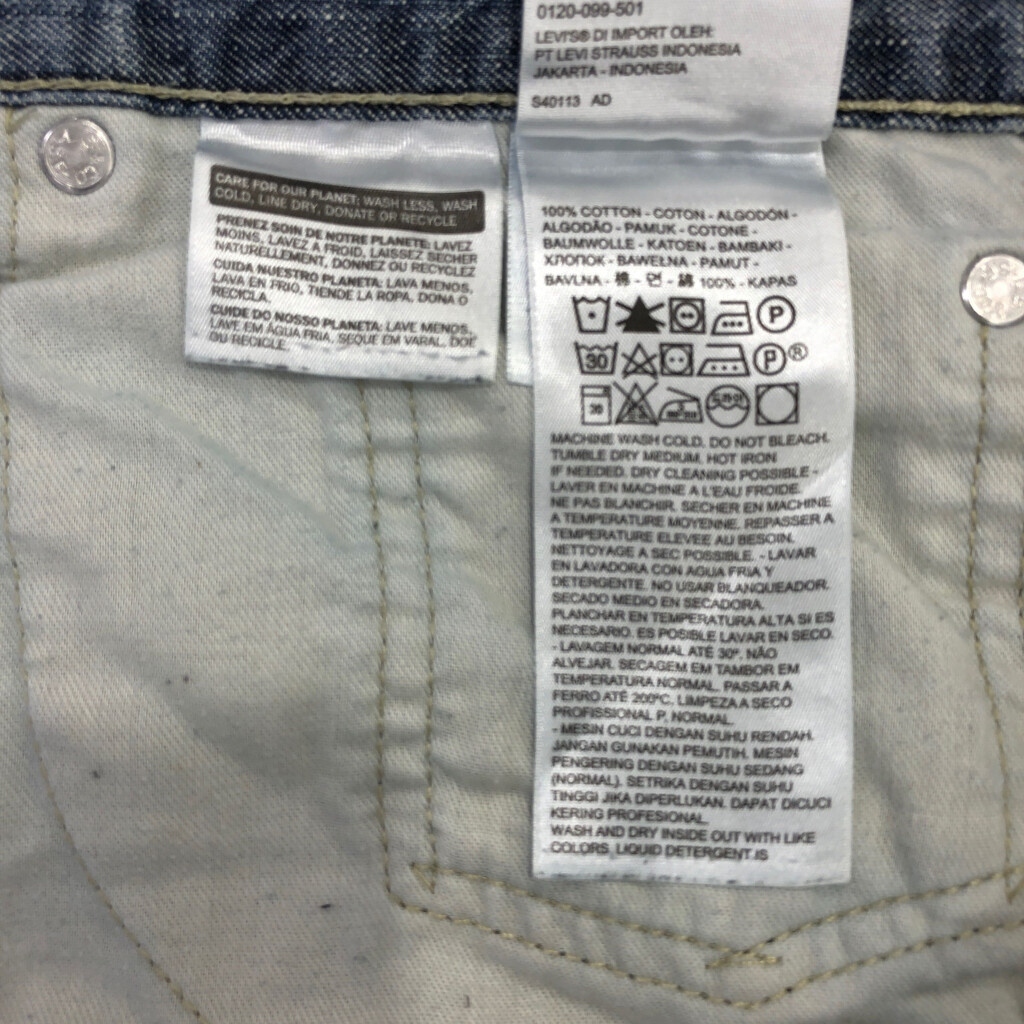 0120-099-501
LEVI'S® DI IMPORT OLEH:
PT LEVI STRAUSS INDONESIA
JAKARTA - INDONESIA
S40113 AD
CARE FOR OUR PLANET: WASH LESS, WASH
COLD, LINE DRY, DONATE OR RECYCLE.
PRENEZ SOIN DE NOTRE PLANETE: LAVEZ
MOINS, LAVEZ A FROID, LAISSEZ SECHER
NATURELLEMENT, DONNEZ OU RECYCLEZ
CUIDA NUESTRO PLANETA: LAVA MENOS,
LAVA EN FRIO, TIENDE LA ROPA, DONA O
RECICLA.
CUIDE DO NOSSO PLANETA: LAVE MENOS,
LAVE EM ÁGUA FRIA, SEQUE EM VARAL, DOE
OU RECICLE.
100% COTTON - COTON - ALGODÓN -
ALGODÃO - PAMUK - COTONE -
BAUMWOLLE - KATOEN - BAMBAKI -
ХЛОПОК - BAWEŁNA - PAMUT -
BAVLNA - 棉 - 면 - 綿 100% - KAPAS
P
30 P ®
30
MACHINE WASH COLD. DO NOT BLEACH.
TUMBLE DRY MEDIUM. HOT IRON
IF NEEDED. DRY CLEANING POSSIBLE -
LAVER EN MACHINE A L'EAU FROIDE.
NE PAS BLANCHIR. SECHER EN MACHINE
A TEMPERATURE MOYENNE. REPASSER A
TEMPERATURE ELEVEE AU BESOIN.
NETTOYAGE A SEC POSSIBLE. - LAVAR
EN LAVADORA CON AGUA FRIA Y
DETERGENTE. NO USAR BLANQUEADOR.
SECADO MEDIO EN SECADORA.
PLANCHAR EN TEMPERATURA ALTA SI ES
NECESARIO. ES POSIBLE LAVAR EN SECO.
- LAVAGEM NORMAL ATÉ 30º. NÃO
ALVEJAR. SECAGEM EM TAMBOR EM
TEMPERATURA NORMAL. PASSAR A
FERRO ATÉ 200ºC. LIMPEZA A SECO
PROFISSIONAL P, NORMAL.
- MESIN CUCI DENGAN SUHU RENDAH.
JANGAN GUNAKAN PEMUTIH. MESIN
PENGERING DENGAN SUHU SEDANG
(NORMAL). SETRIKA DENGAN SUHU
TINGGI JIKA DIPERLUKAN. DAPAT DICUCI
KERING PROFESIONAL.
WASH AND DRY INSIDE OUT WITH LIKE
COLORS. LIQUID DETERGENT IS